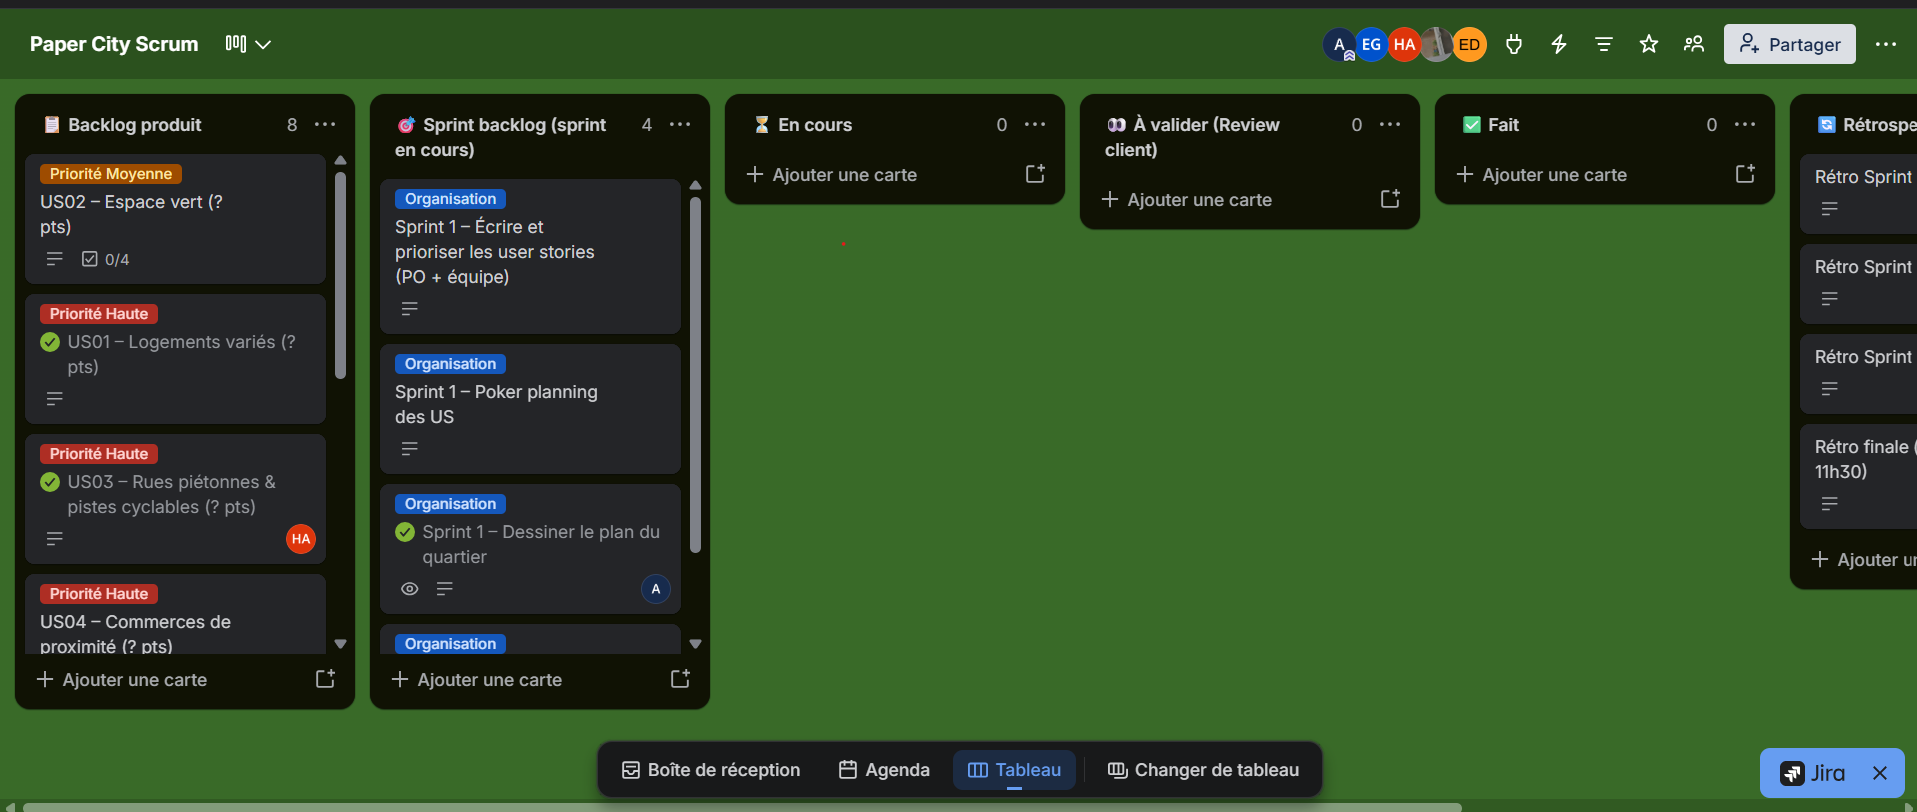 Paper City Scrum
A
EG
HA
ED
Partager
Backlog produit
8
Priorité Moyenne
US02 – Espace vert (?
pts)
0/4
Priorité Haute
US01 – Logements variés (?
pts)
Priorité Haute
US03 – Rues piétonnes &
pistes cyclables (? pts)
HA
Priorité Haute
US04 – Commerces de
proximité (? pts)
Ajouter une carte
Sprint backlog (sprint
en cours)
4
Organisation
Sprint 1 – Écrire et
prioriser les user stories
(PO + équipe)
Organisation
Sprint 1 – Poker planning
des US
Organisation
Sprint 1 – Dessiner le plan du
quartier
A
Organisation
Ajouter une carte
En cours
0
Ajouter une carte
À valider (Review
client)
0
Ajouter une carte
Fait
0
Ajouter une carte
Rétrospe
Rétro Sprint
Rétro Sprint
Rétro Sprint
Rétro finale (
11h30)
Ajouter un
Boîte de réception
Agenda
Tableau
Changer de tableau
Jira